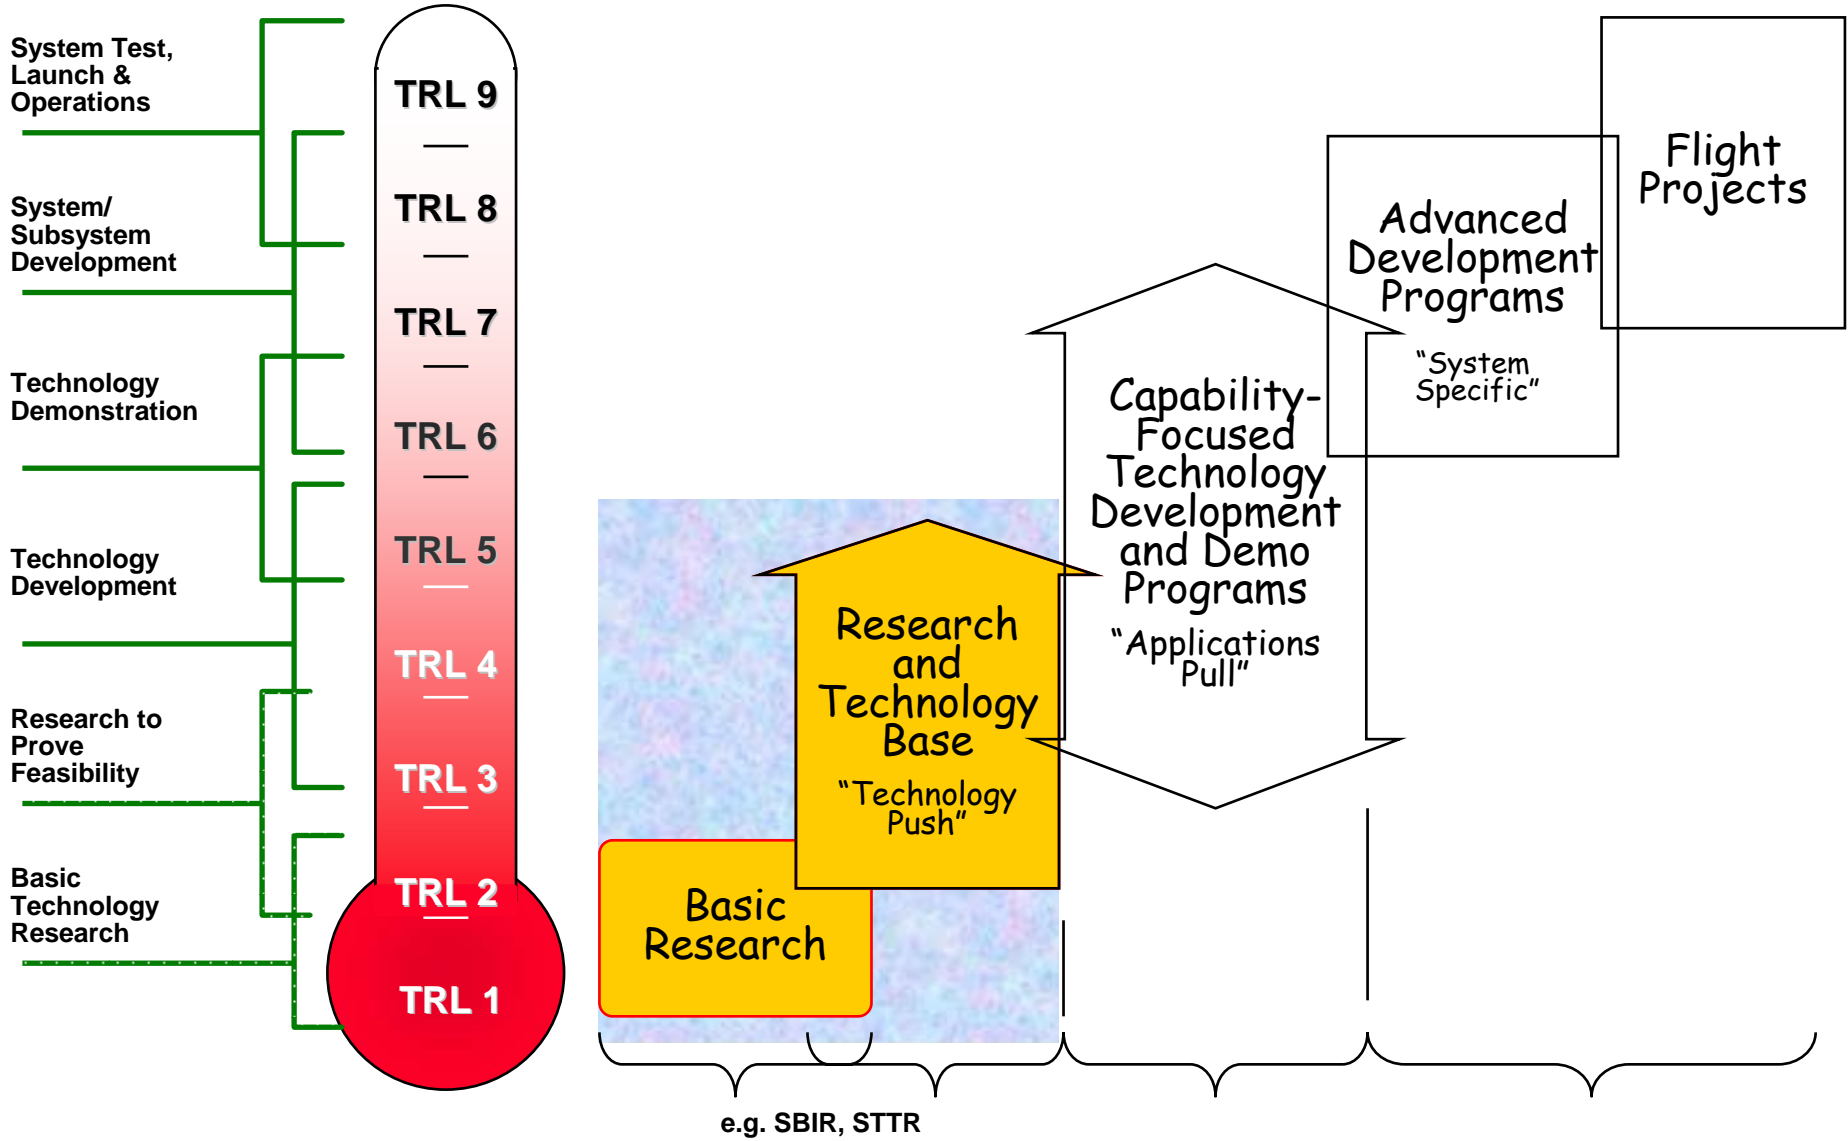 System Test,
Launch &
Operations
System/
Subsystem
Development
Technology
Demonstration
Technology
Development
Research to
Prove
Feasibility
Basic
Technology
Research
TRL 9
TRL 8
TRL 7
TRL 6
TRL 5
TRL 4
TRL 3
TRL 2
TRL 1
Basic
Research
Research
and
Technology
Base
“Technology
Push”
Capability-
Focused
Technology
Development
and Demo
Programs
“Applications
Pull”
Advanced
Development
Programs
“System
Specific”
Flight
Projects
e.g. SBIR, STTR